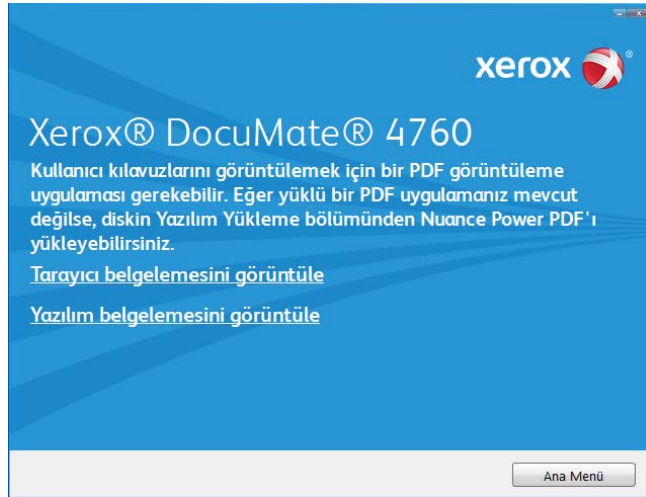 xerox
Xerox® DocuMate® 4760
Kullanıcı kılavuzlarını görüntülemek için bir PDF görüntüleme
uygulaması gerekebilir. Eğer yüklü bir PDF uygulamanız mevcut
değilse, diskin Yazılım Yükleme bölümünden Nuance Power PDF'ı
yükleyebilirsiniz.
Tarayıcı belgelemesini görüntüle
Yazılım belgelemesini görüntüle
Ana Menü